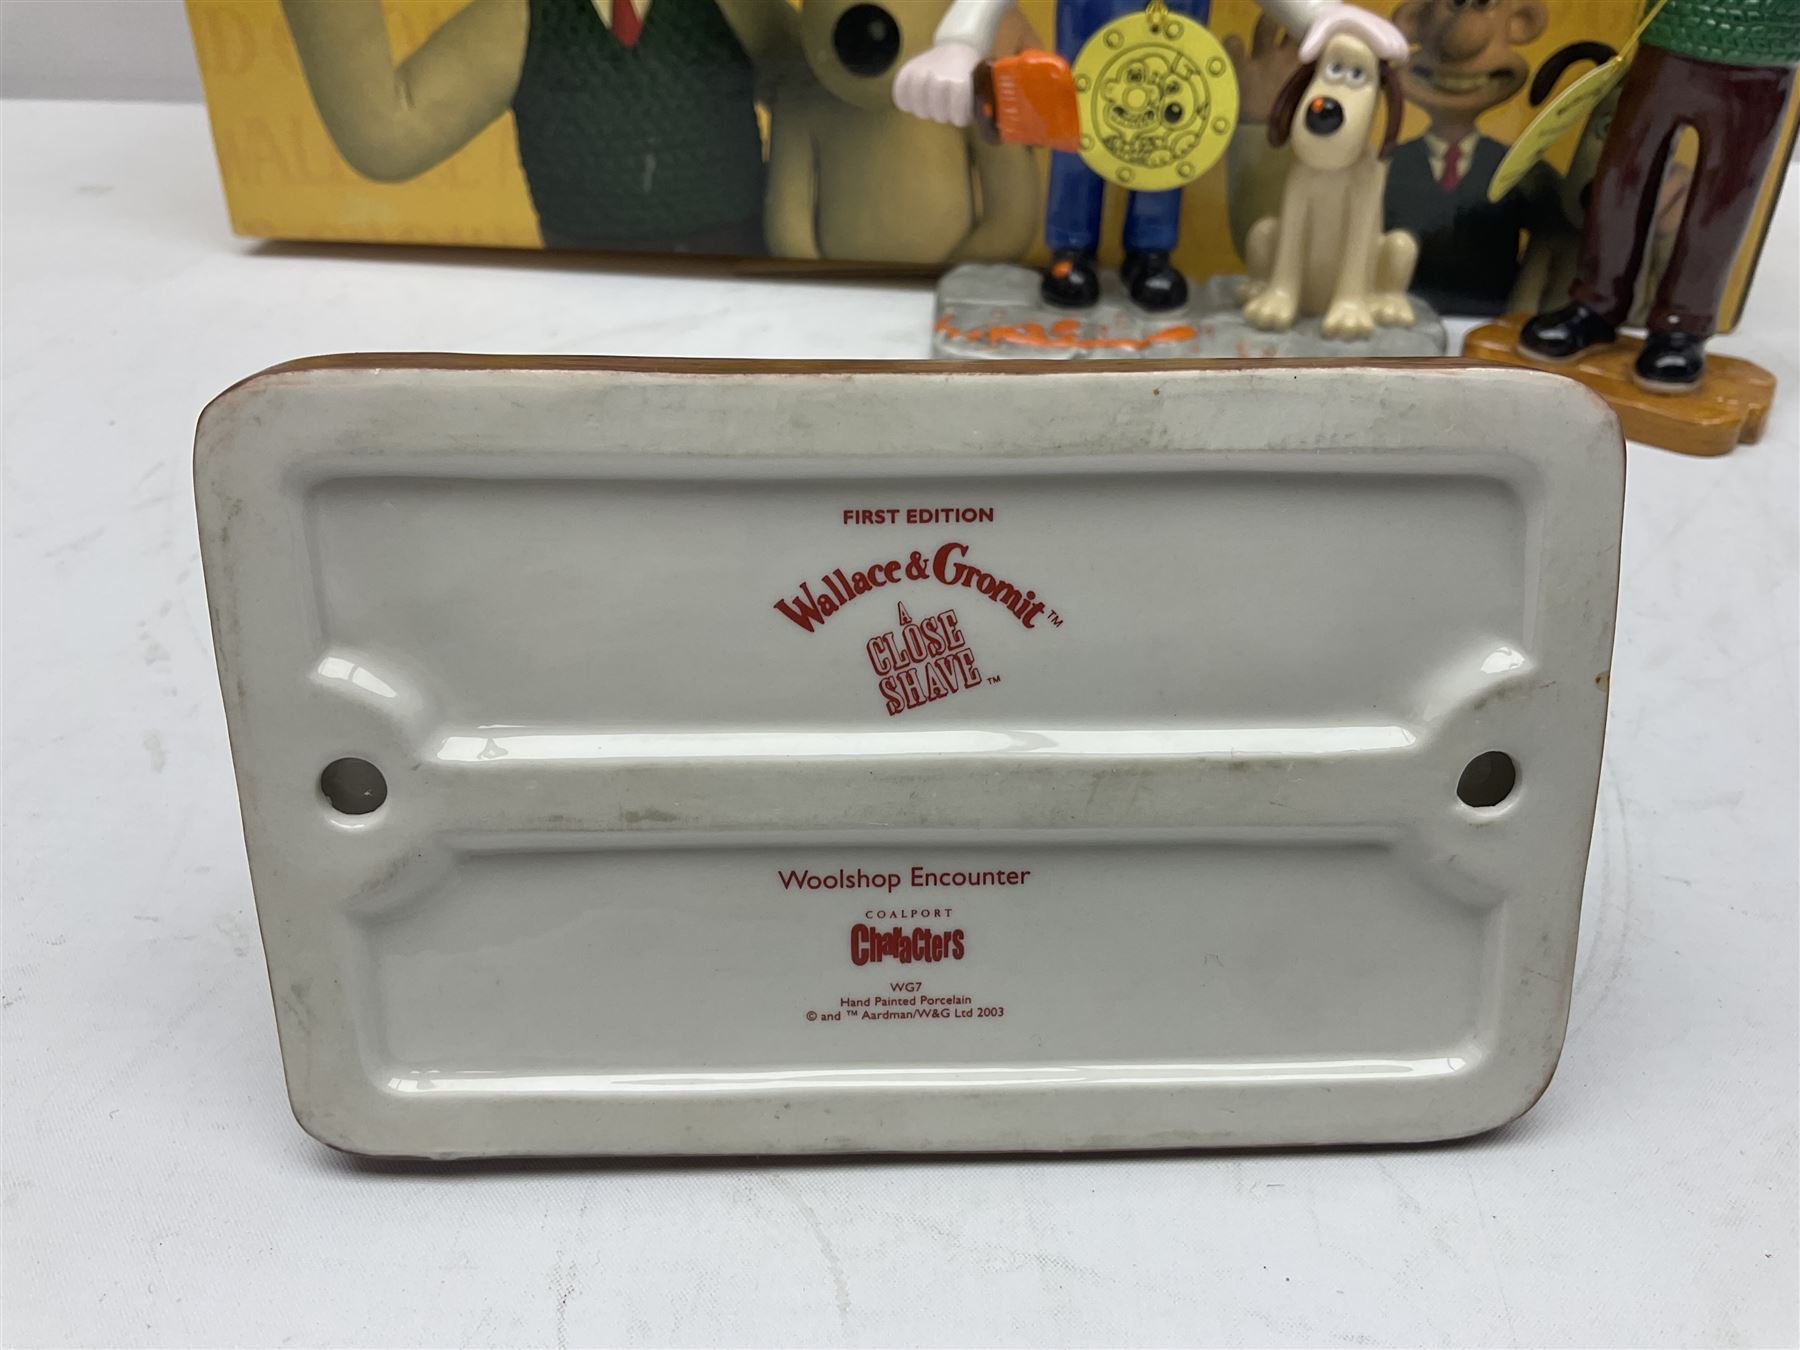 FIRST EDITION
Wallace & Gromit™
A
CLOSE
SHAVE™
Woolshop Encounter
COALPORT
Characters
WG7
Hand Painted Porcelain
© and ™ Aardman/W&G Ltd 2003